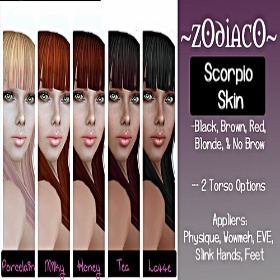 ~ZODiACO~
Scorpio
Skin
-Black, Brown, Red,
Blonde, & No Brow
-- 2 Torso Options
Appliers:
Physique, Wowmeh, EVE,
Slink Hands, Feet
Porcelain Milky Honey Tea Latte